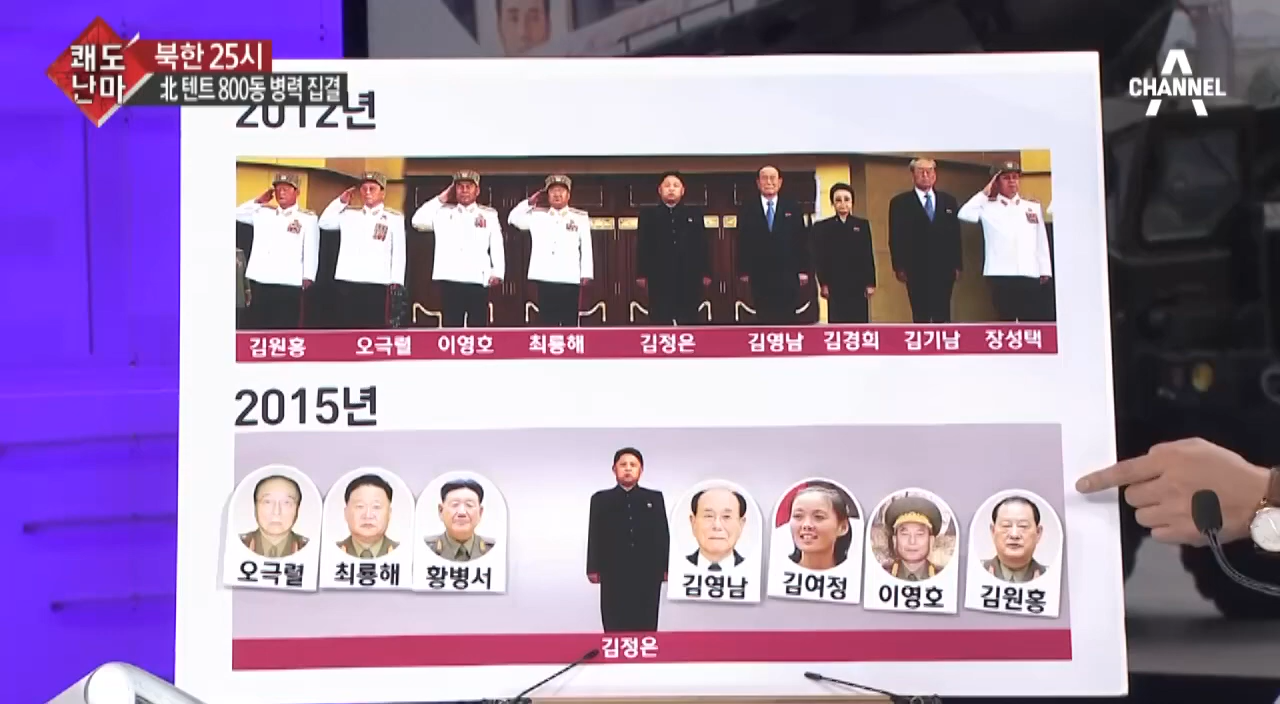 쾌도
난마
북한 25시
北 텐트 800동 병력 집결
CHANNEL A
2012년
김원홍 오극렬 이영호 최룡해 김정은 김영남 김경희 김기남 장성택
2015년
오극렬 최룡해 황병서 김영남 김여정 이영호 김원홍
김정은